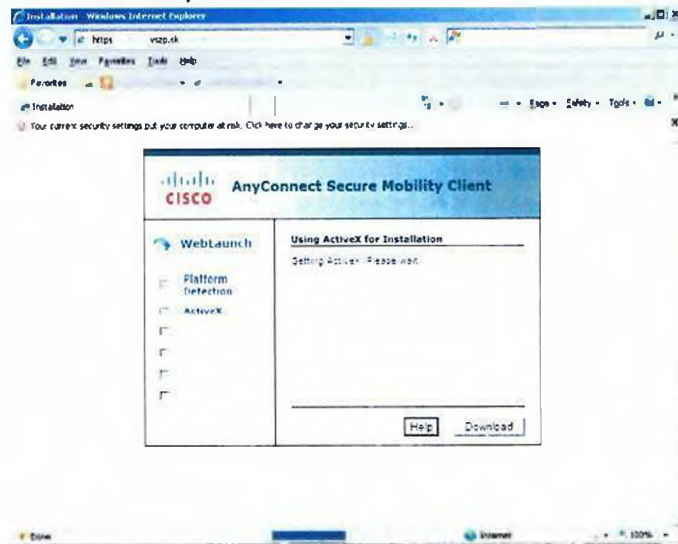 Installation - Windows Internet Explorer
https vszp.sk
File Edit View Favorites Tools Help
Favorites
Installation
Page Safety Tools
Your current security settings put your computer at risk. Click here to change your security settings...
CISCO
AnyConnect Secure Mobility Client
WebLaunch
Platform Detection
ActiveX
Using ActiveX for Installation
Getting ActiveX. Please wait
Help Download
Done
Internet
100%